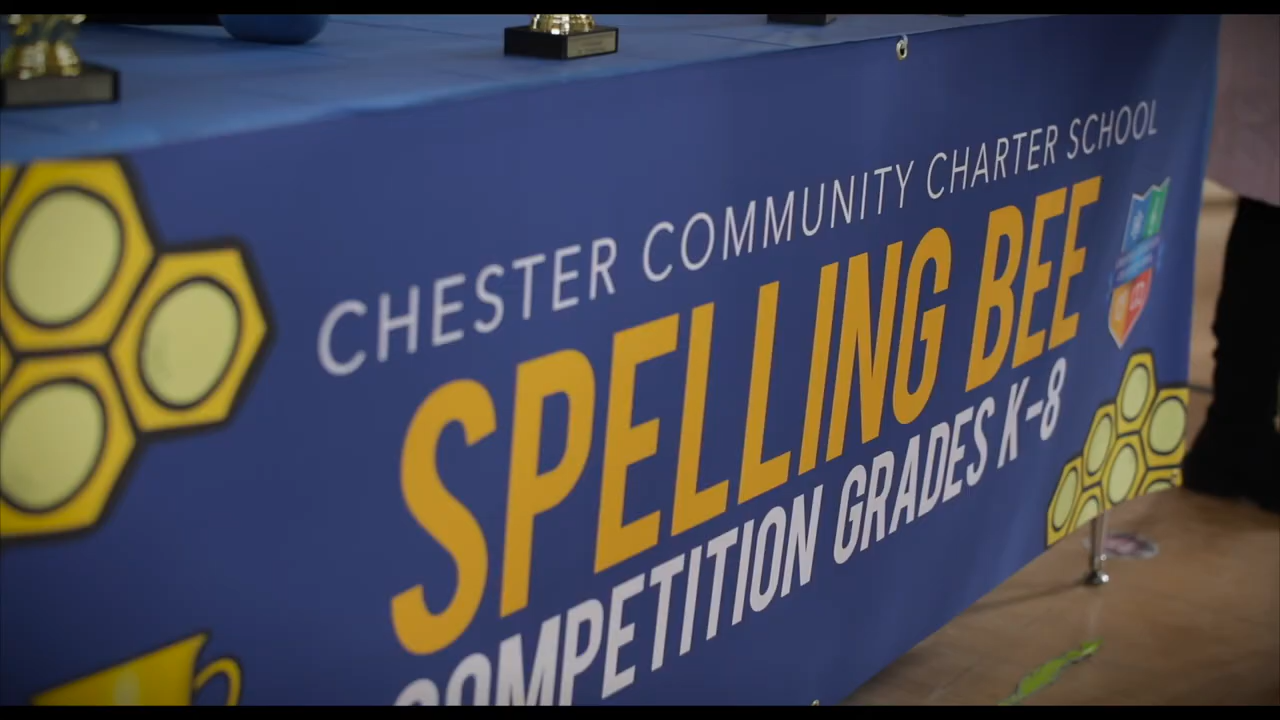 CHESTER COMMUNITY CHARTER SCHOOL
SPELLING BEE
COMPETITION GRADES K-8